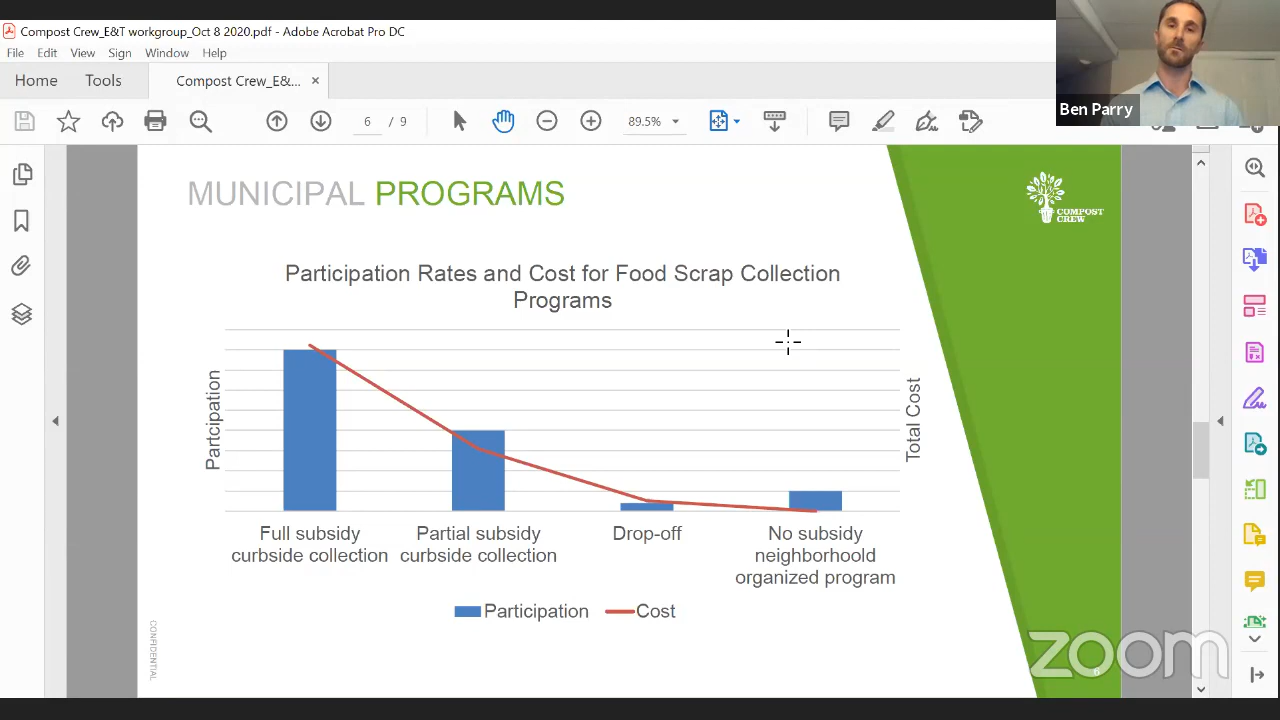 Compost Crew_E&T workgroup_Oct 8 2020.pdf - Adobe Acrobat Pro DC
File Edit View Sign Window Help
Home Tools Compost Crew_E&... ×
6 / 9 89.5%
Ben Parry
MUNICIPAL PROGRAMS
COMPOST
CREW
Participation Rates and Cost for Food Scrap Collection
Programs
Participation
Total Cost
Full subsidy
curbside collection
Partial subsidy
curbside collection
Drop-off
No subsidy
neighborhoold
organized program
Participation Cost
CONFIDENTIAL
6
zoom